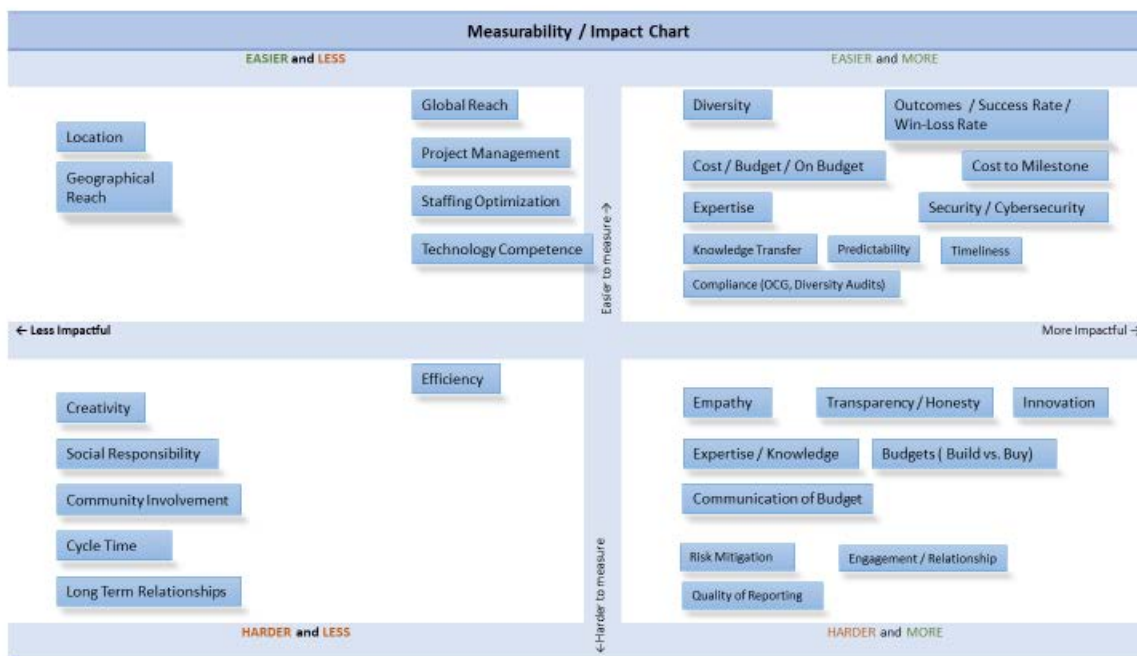 Measurability / Impact Chart
EASIER and LESS
EASIER and MORE
Location
Geographical
Reach
Global Reach
Project Management
Staffing Optimization
Technology Competence
Easier to measure→
Diversity
Outcomes / Success Rate /
Win-Loss Rate
Cost / Budget / On Budget
Cost to Milestone
Expertise
Security / Cybersecurity
Knowledge Transfer
Predictability
Timeliness
Compliance (OCG, Diversity Audits)
← Less Impactful
More Impactful →
Efficiency
Creativity
Social Responsibility
Community Involvement
Cycle Time
Long Term Relationships
←Harder to measure
Empathy
Transparency / Honesty
Innovation
Expertise / Knowledge
Budgets ( Build vs. Buy)
Communication of Budget
Risk Mitigation
Engagement / Relationship
Quality of Reporting
HARDER and LESS
HARDER and MORE